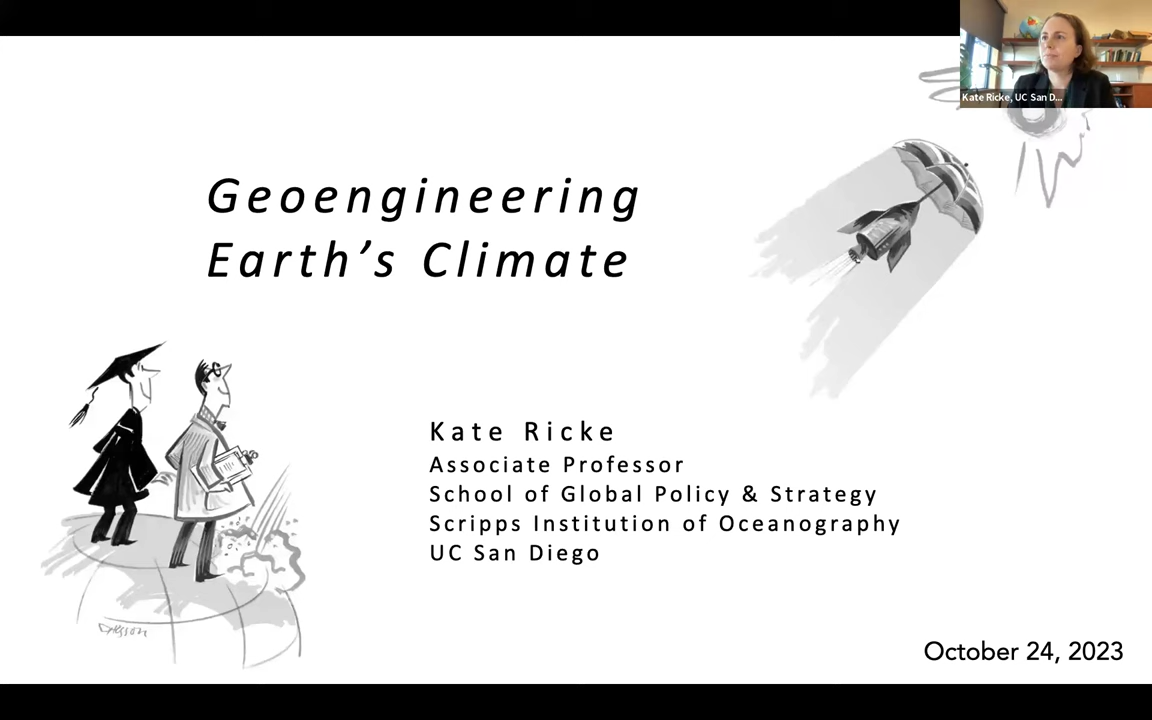 Kate Ricke, UC San D...
Geoengineering
Earth’s Climate
Kate Ricke
Associate Professor
School of Global Policy & Strategy
Scripps Institution of Oceanography
UC San Diego
October 24, 2023